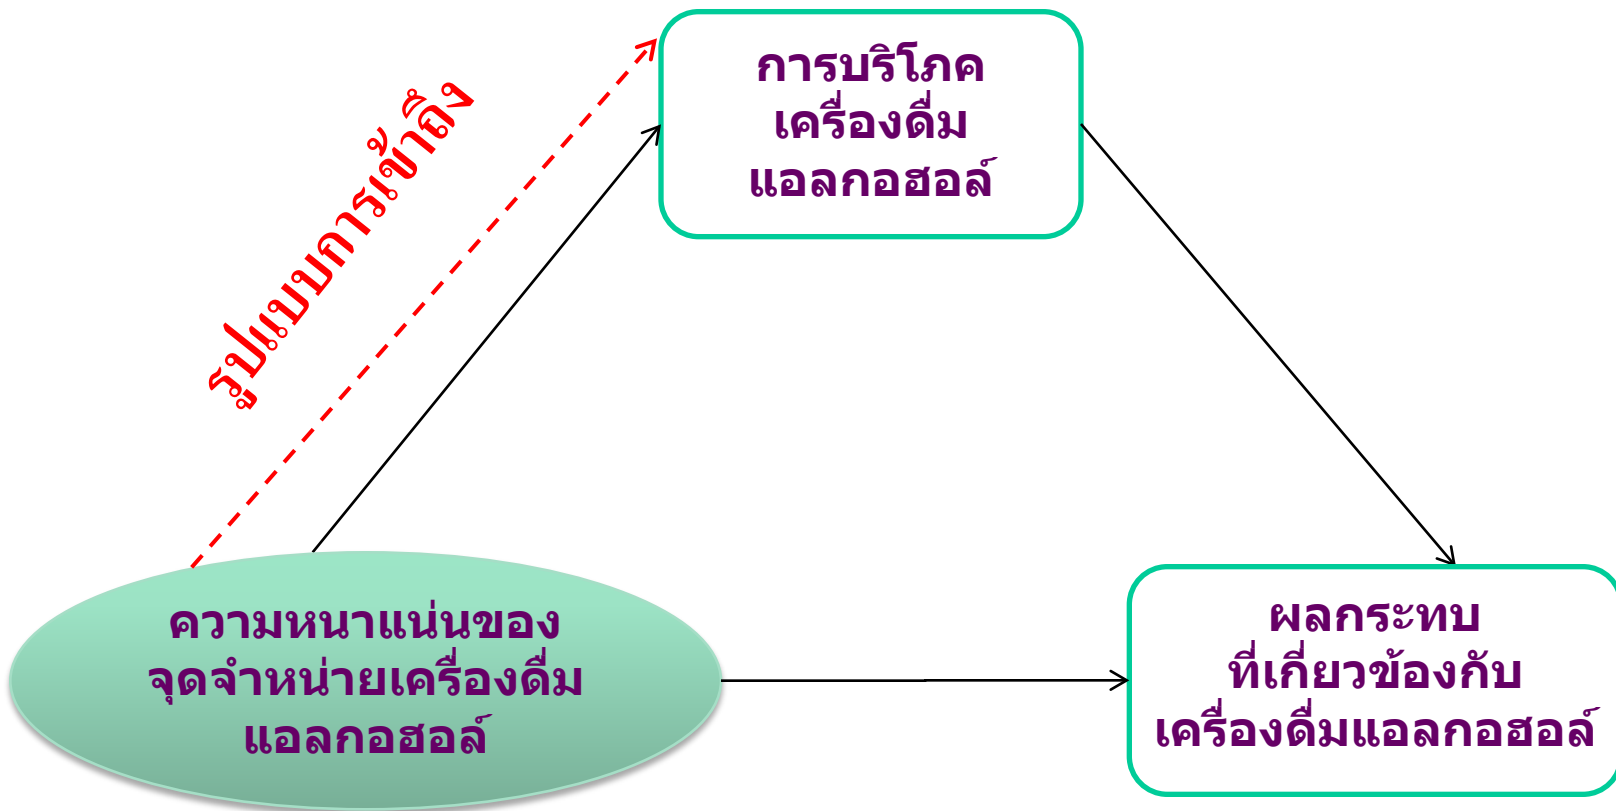 การบริโภค
เครื่องดื่ม
แอลกอฮอล์
รูปแบบการเข้าถึง
ความหนาแน่นของ
จุดจำหน่ายเครื่องดื่ม
แอลกอฮอล์
ผลกระทบ
ที่เกี่ยวข้องกับ
เครื่องดื่มแอลกอฮอล์